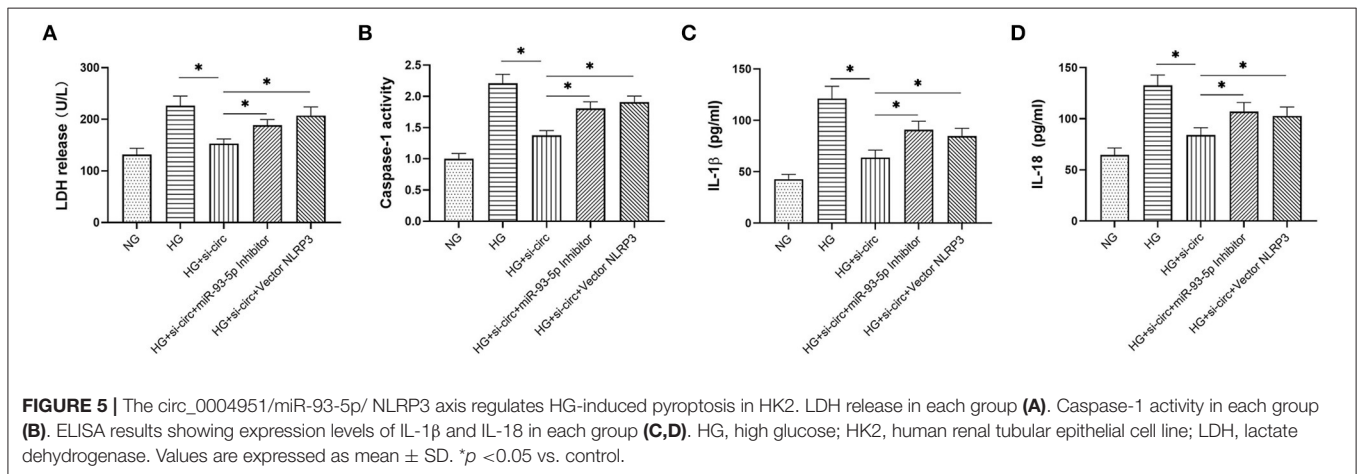 A
LDH release (U/L)
300
200
100
0
NG
HG
HG+si-circ
HG+si-circ+miR-93-5p Inhibitor
HG+si-circ+Vector NLRP3
*
*
*
B
Caspase-1 activity
2.5
2.0
1.5
1.0
0.5
0.0
NG
HG
HG+si-circ
HG+si-circ+miR-93-5p Inhibitor
HG+si-circ+Vector NLRP3
*
*
*
C
IL-1β (pg/ml)
150
100
50
0
NG
HG
HG+si-circ
HG+si-circ+miR-93-5p Inhibitor
HG+si-circ+Vector NLRP3
*
*
*
D
IL-18 (pg/ml)
150
100
50
0
NG
HG
HG+si-circ
HG+si-circ+miR-93-5p Inhibitor
HG+si-circ+Vector NLRP3
*
*
*
FIGURE 5 | The circ_0004951/miR-93-5p/ NLRP3 axis regulates HG-induced pyroptosis in HK2. LDH release in each group (A). Caspase-1 activity in each group
(B). ELISA results showing expression levels of IL-1β and IL-18 in each group (C,D). HG, high glucose; HK2, human renal tubular epithelial cell line; LDH, lactate
dehydrogenase. Values are expressed as mean ± SD. *p <0.05 vs. control.